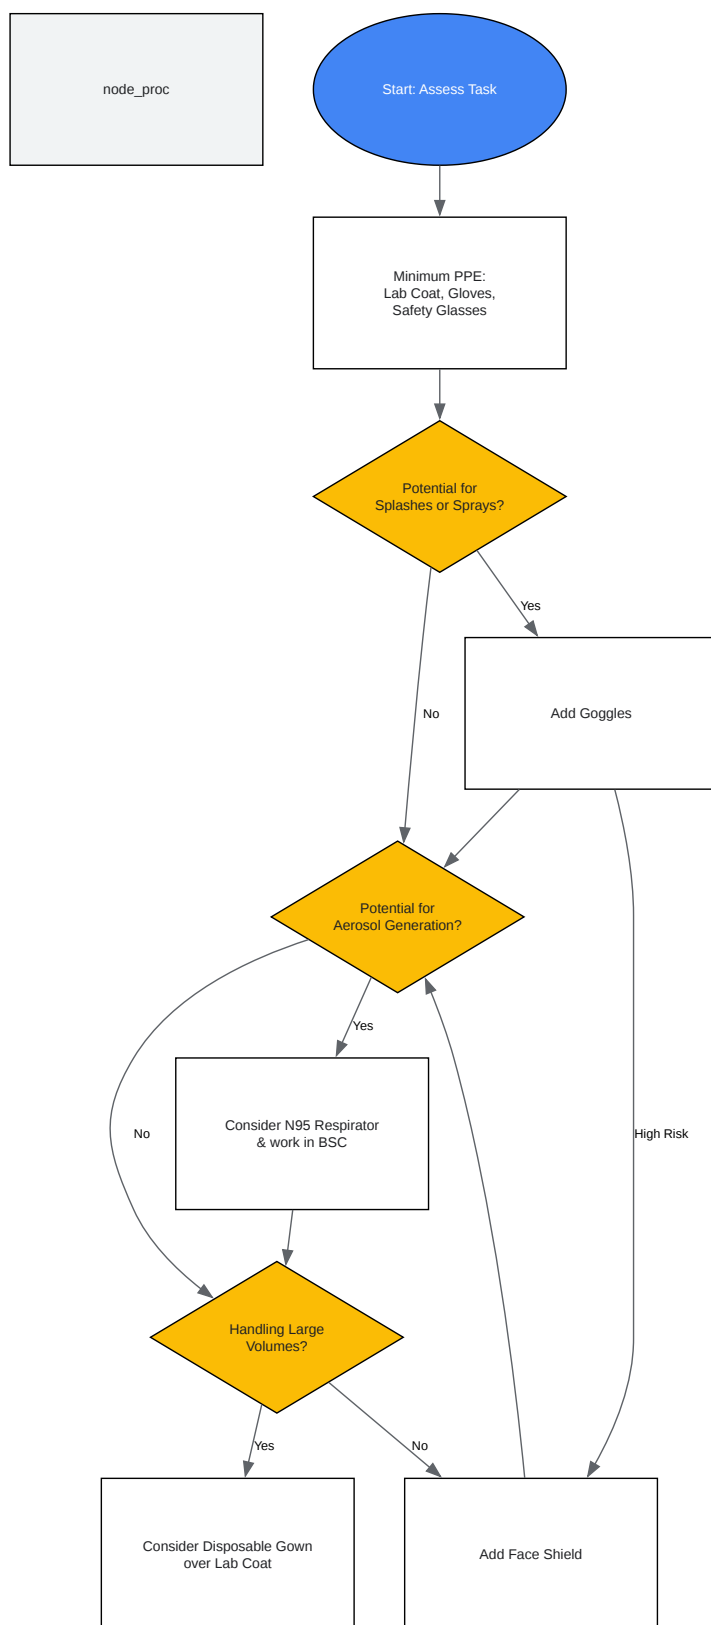 node_proc
Start: Assess Task
Minimum PPE:
Lab Coat, Gloves,
Safety Glasses
Potential for
Splashes or Sprays?
Yes
No
Add Goggles
Potential for
Aerosol Generation?
Yes
No
High Risk
Consider N95 Respirator
& work in BSC
Handling Large
Volumes?
Yes
No
Consider Disposable Gown
over Lab Coat
Add Face Shield